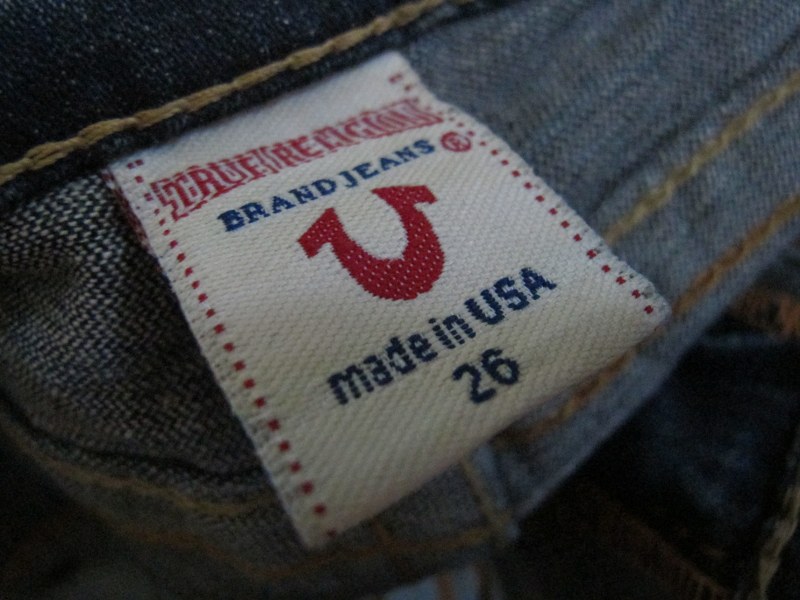 TRUE RELIGION
BRAND JEANS ®
made in USA
26